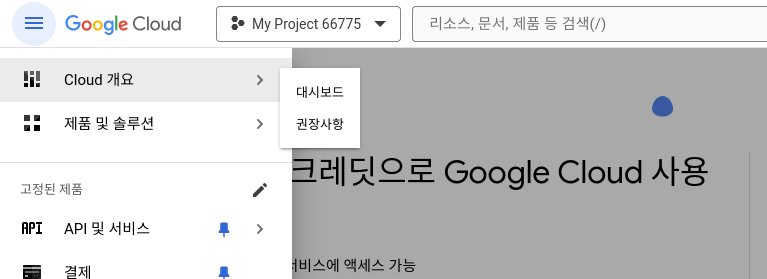 Google Cloud
My Project 66775
리소스, 문서, 제품 등 검색(/)
Cloud 개요
대시보드
권장사항
제품 및 솔루션
크레딧으로 Google Cloud 사용
고정된 제품
API API 및 서비스
서비스에 액세스 가능
결제